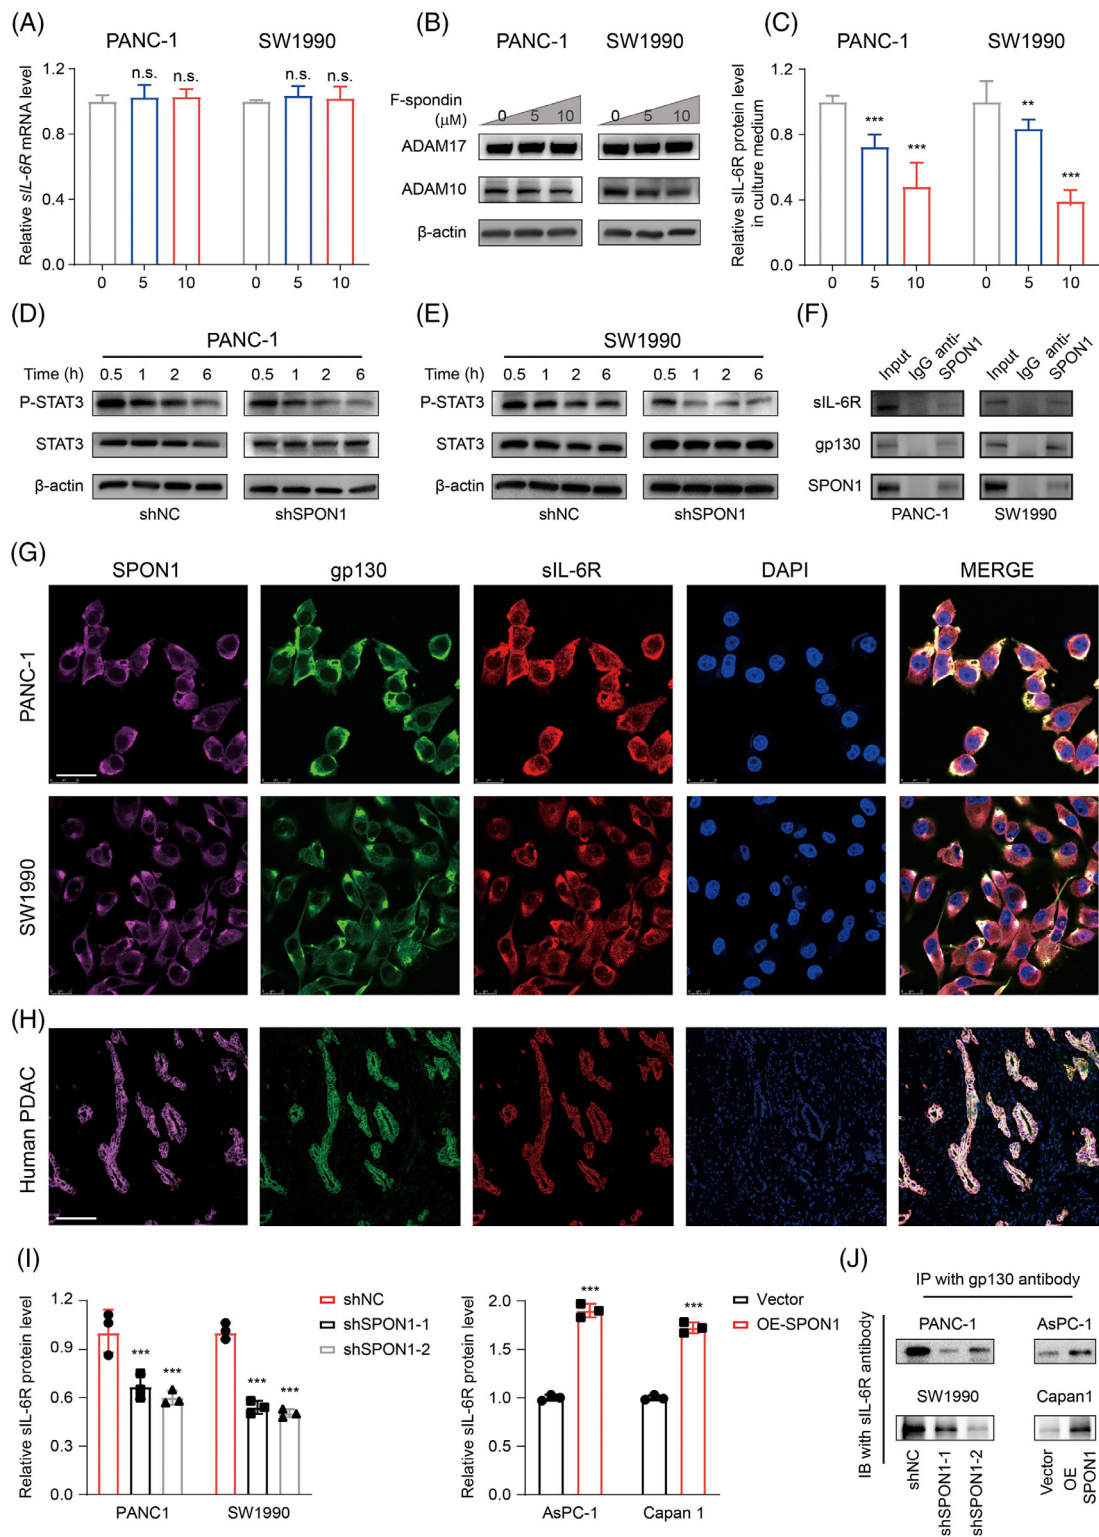 (A)
PANC-1 SW1990
Relative sIL-6R mRNA level
1.2
0.8
0.4
0.0
n.s. n.s. n.s. n.s.
0 5 10 0 5 10
(B)
PANC-1 SW1990
F-spondin
(μM)
0 5 10 0 5 10
ADAM17
ADAM10
β-actin
(C)
PANC-1 SW1990
Relative sIL-6R protein level
in culture medium
1.2
0.8
0.4
0.0
*** *** ** ***
0 5 10 0 5 10
(D)
PANC-1
Time (h) 0.5 1 2 6 0.5 1 2 6
P-STAT3
STAT3
β-actin
shNC shSPON1
(E)
SW1990
Time (h) 0.5 1 2 6 0.5 1 2 6
P-STAT3
STAT3
β-actin
shNC shSPON1
(F)
Input IgG anti-SPON1 Input IgG anti-SPON1
sIL-6R
gp130
SPON1
PANC-1 SW1990
(G)
SPON1 gp130 sIL-6R DAPI MERGE
PANC-1
SW1990
(H)
Human PDAC
(I)
Relative sIL-6R protein level
1.2
0.9
0.6
0.3
0.0
*** *** *** ***
PANC1 SW1990
shNC
shSPON1-1
shSPON1-2
Relative sIL-6R protein level
2.0
1.5
1.0
0.5
0.0
*** ***
AsPC-1 Capan 1
Vector
OE-SPON1
(J)
IP with gp130 antibody
IB with sIL-6R antibody
PANC-1 AsPC-1
SW1990 Capan1
shNC shSPON1-1 shSPON1-2 Vector OE SPON1